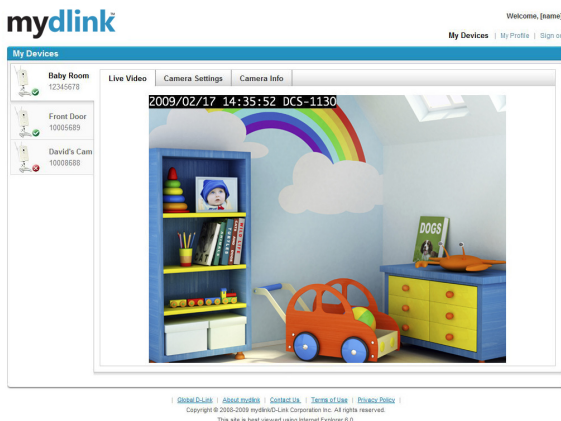 mydlink
Welcome, [name]
My Devices | My Profile | Sign ou
My Devices
Baby Room
12345678
Front Door
10005689
David's Cam
10008688
Live Video
Camera Settings
Camera Info
2009/02/17 14:35:52 DCS-1130
DOGS
| Global D-Link | About mydlink | Contact Us | Terms of Use | Privacy Policy |
Copyright © 2008-2009 mydlink/D-Link Corporation Inc. All rights reserved.
This site is best viewed using Internet Explorer 6.0